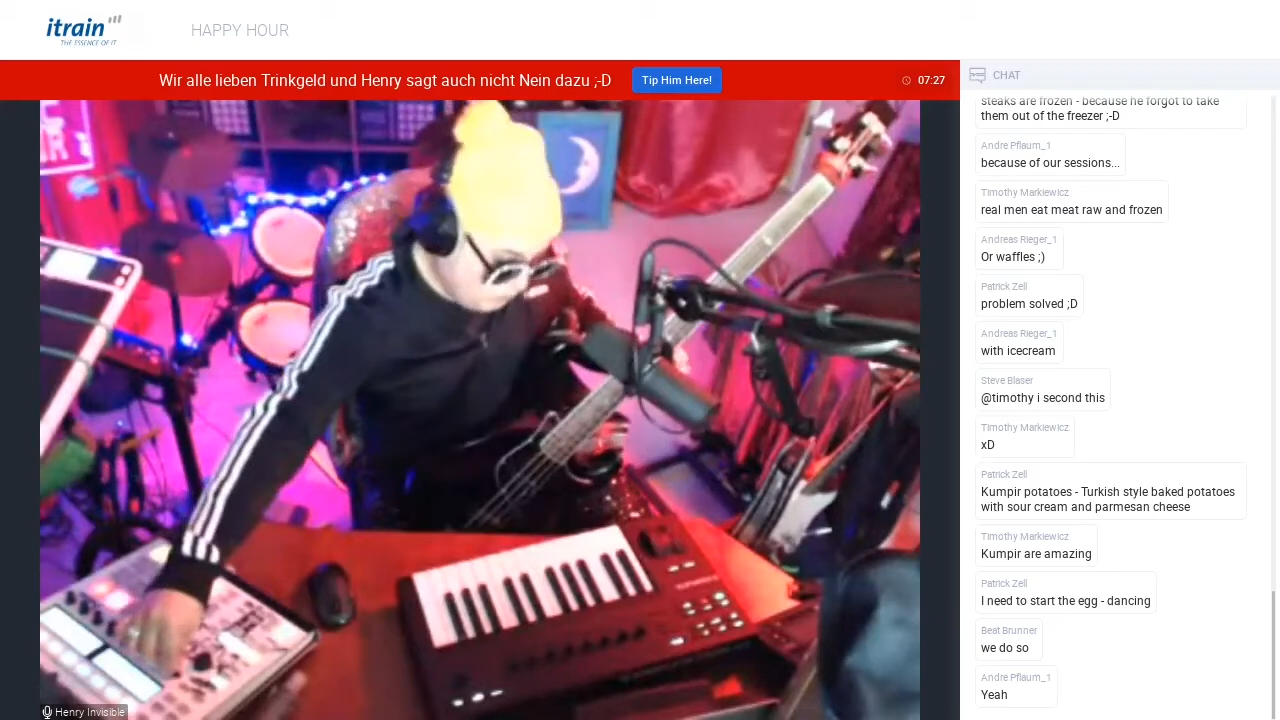 itrain
THE ESSENCE OF IT
HAPPY HOUR
Wir alle lieben Trinkgeld und Henry sagt auch nicht Nein dazu ;-D
Tip Him Here!
07:27
CHAT
steaks are frozen - because he forgot to take
them out of the freezer ;-D
Andre Pflaum_1
because of our sessions...
Timothy Markiewicz
real men eat meat raw and frozen
Andreas Rieger_1
Or waffles ;)
Patrick Zell
problem solved ;D
Andreas Rieger_1
with icecream
Steve Blaser
@timothy i second this
Timothy Markiewicz
xD
Patrick Zell
Kumpir potatoes - Turkish style baked potatoes
with sour cream and parmesan cheese
Timothy Markiewicz
Kumpir are amazing
Patrick Zell
I need to start the egg - dancing
Beat Brunner
we do so
Andre Pflaum_1
Yeah
Henry Invisible